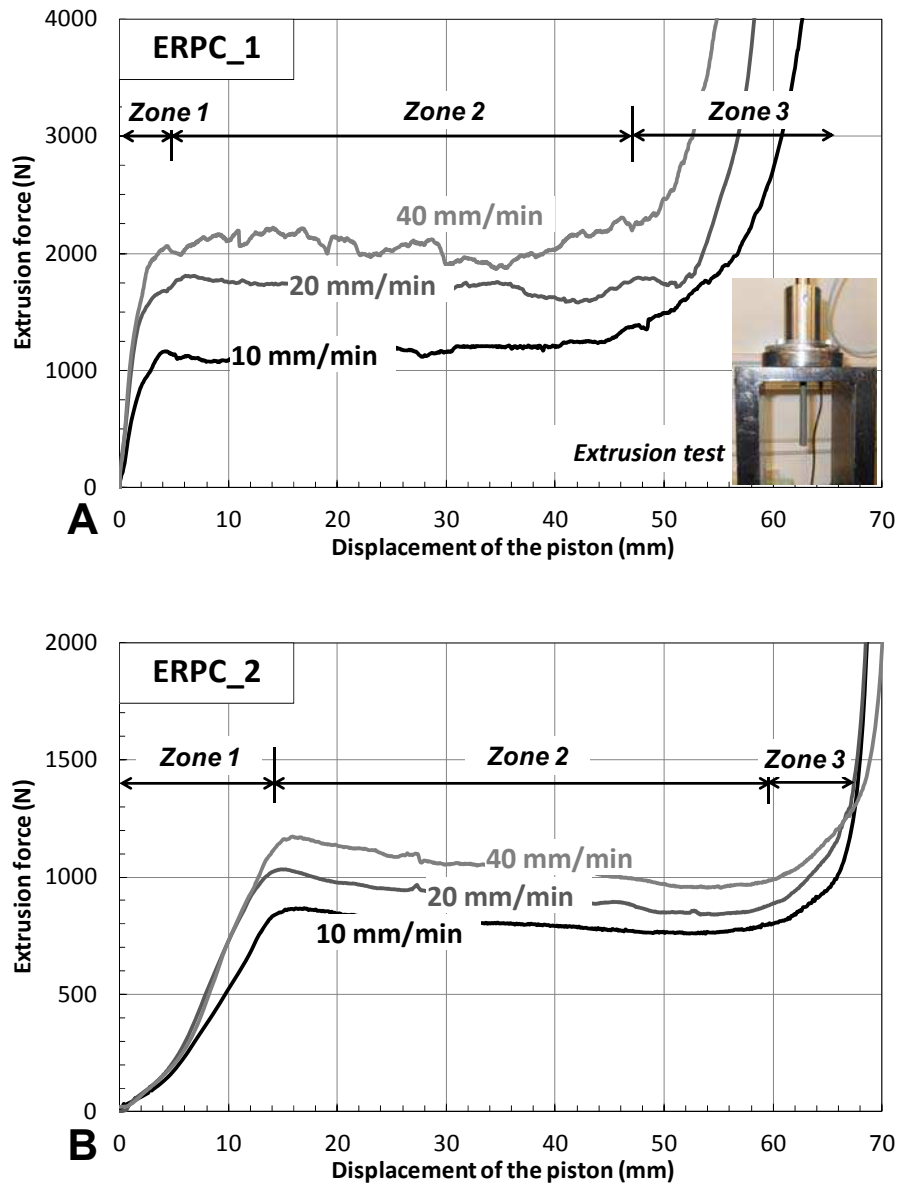 ERPC_1
4000
3000
2000
1000
0
Extrusion force (N)
Zone 1
Zone 2
Zone 3
40 mm/min
20 mm/min
10 mm/min
Extrusion test
A
0 10 20 30 40 50 60 70
Displacement of the piston (mm)
ERPC_2
2000
1500
1000
500
0
Extrusion force (N)
Zone 1
Zone 2
Zone 3
40 mm/min
20 mm/min
10 mm/min
B
0 10 20 30 40 50 60 70
Displacement of the piston (mm)